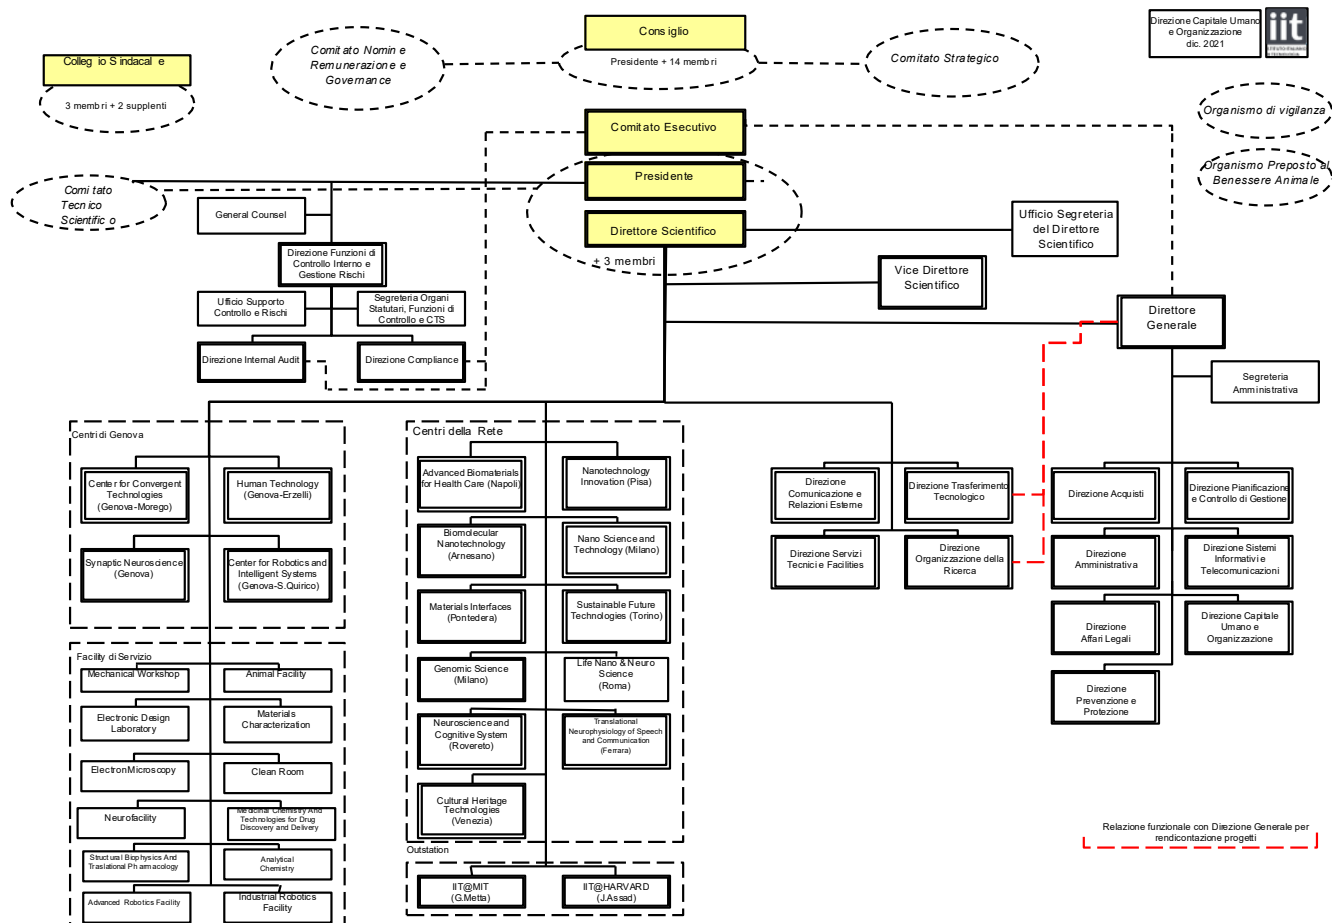 Consiglio
Presidente + 14 membri
Comitato Nomin e
Remunerazione e
Governance
Comitato Strategico
Direzione Capitale Umano
e Organizzazione
dic. 2021
iit
Colleg io S indacal e
3 membri + 2 supplenti
Organismo di vigilanza
Organismo Preposto al
Benessere Animale
Comitato Esecutivo
Presidente
Direttore Scientifico
+ 3 membri
Comi tato
Tecnico
Scientific o
General Counsel
Direzione Funzioni di
Controllo Interno e
Gestione Rischi
Ufficio Supporto
Controllo e Rischi
Segreteria Organi
Statutari, Funzioni di
Controllo e CTS
Direzione Internal Audit
Direzione Compliance
Ufficio Segreteria
del Direttore
Scientifico
Vice Direttore
Scientifico
Direttore
Generale
Segreteria
Amministrativa
Centri di Genova
Center for Convergent
Technologies
(Genova-Morego)
Human Technology
(Genova-Erzelli)
Synaptic Neuroscience
(Genova)
Center for Robotics and
Intelligent Systems
(Genova-S.Quirico)
Facility di Servizio
Mechanical Workshop
Animal Facility
Electronic Design
Laboratory
Materials
Characterization
Electron Microscopy
Clean Room
Neurofacility
Medicinal Chemistry And
Technologies for Drug
Discovery and Delivery
Structural Biophysics And
Traslational Pharmacology
Analytical
Chemistry
Advanced Robotics Facility
Industrial Robotics
Facility
Centri della Rete
Advanced Biomaterials
for Health Care (Napoli)
Nanotechnology
Innovation (Pisa)
Biomolecular
Nanotechnology
(Arnesano)
Nano Science and
Technology (Milano)
Materials Interfaces
(Pontedera)
Sustainable Future
Technologies (Torino)
Genomic Science
(Milano)
Life Nano & Neuro
Science
(Roma)
Neuroscience and
Cognitive System
(Rovereto)
Translational
Neurophysiology of Speech
and Communication
(Ferrara)
Cultural Heritage
Technologies
(Venezia)
Outstation
IIT@MIT
(G.Metta)
IIT@HARVARD
(J.Assad)
Direzione
Comunicazione e
Relazioni Esterne
Direzione Trasferimento
Tecnologico
Direzione Servizi
Tecnici e Facilities
Direzione
Organizzazione della
Ricerca
Direzione Acquisti
Direzione Pianificazione
e Controllo di Gestione
Direzione
Amministrativa
Direzione Sistemi
Informativi e
Telecomunicazioni
Direzione
Affari Legali
Direzione Capitale
Umano e
Organizzazione
Direzione
Prevenzione e
Protezione
Relazione funzionale con Direzione Generale per
rendicontazione progetti